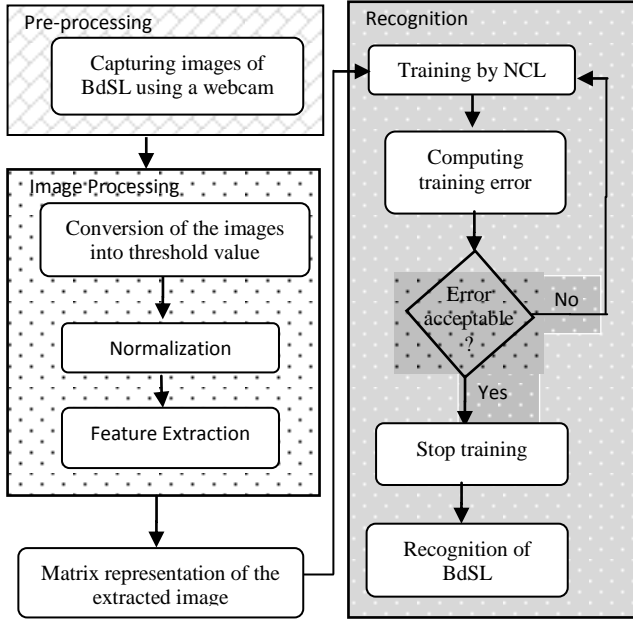 Pre-processing
Capturing images of
BdSL using a webcam
Image Processing
Conversion of the images
into threshold value
Normalization
Feature Extraction
Matrix representation of the
extracted image
Recognition
Training by NCL
Computing
training error
Error
acceptable
?
No
Yes
Stop training
Recognition of
BdSL